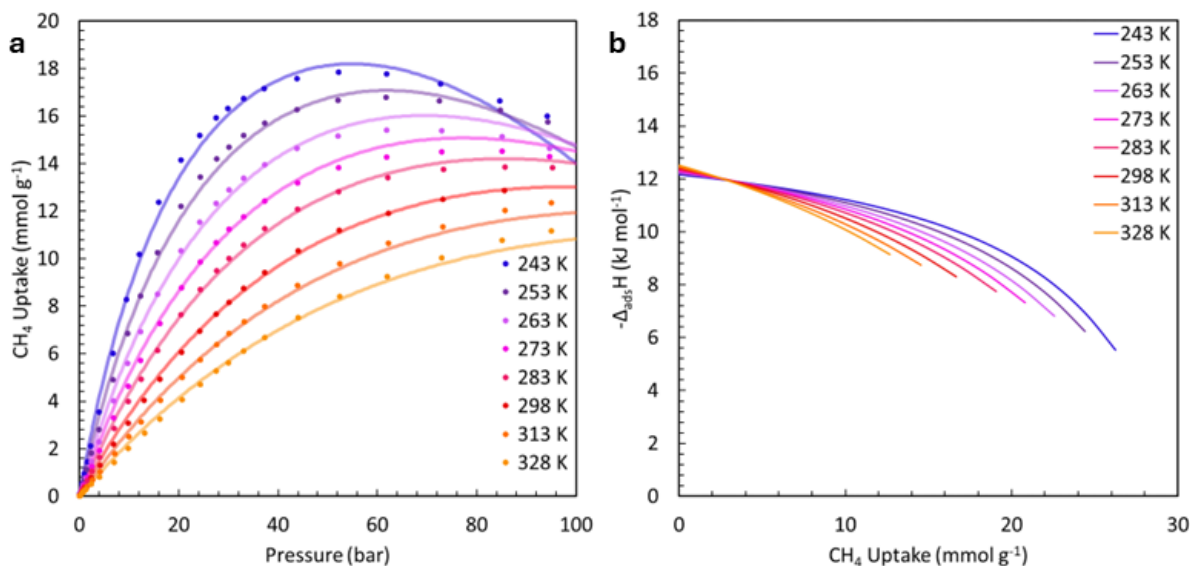 a
20
18
16
14
12
10
8
6
4
2
0
CH₄ Uptake (mmol g⁻¹)
243 K
253 K
263 K
273 K
283 K
298 K
313 K
328 K
0 20 40 60 80 100
Pressure (bar)
b
18
16
14
12
10
8
6
4
2
0
-ΔadsH (kJ mol⁻¹)
243 K
253 K
263 K
273 K
283 K
298 K
313 K
328 K
0 10 20 30
CH₄ Uptake (mmol g⁻¹)